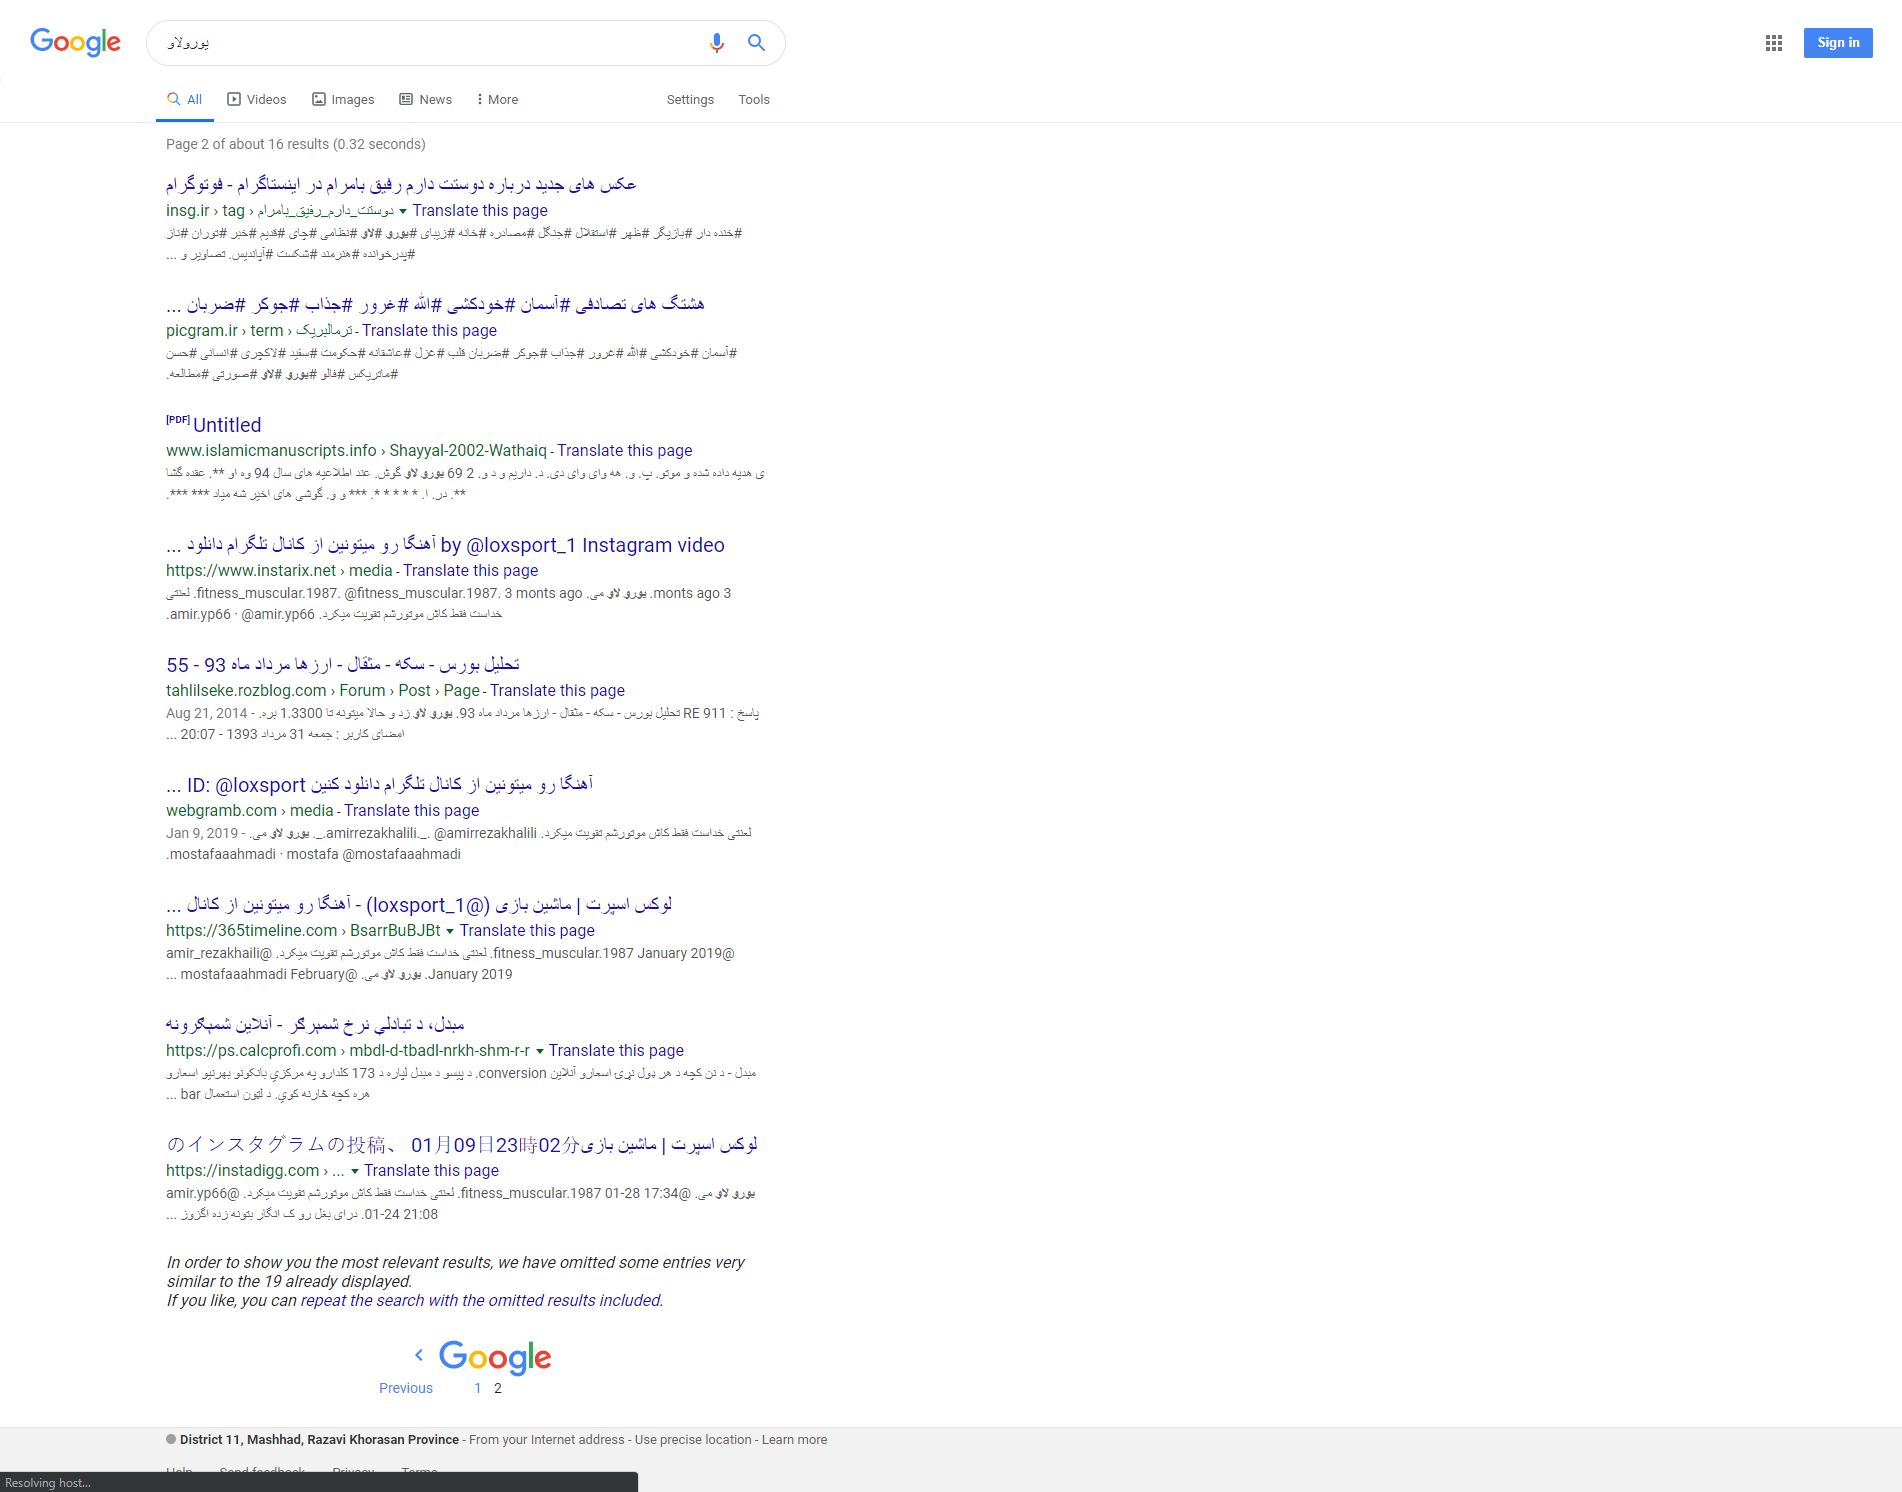 Google
یورولاو
Sign in
All Videos Images News More Settings Tools
Page 2 of about 16 results (0.32 seconds)
عکس های جدید درباره دوستت دارم رفیق بامرام در اینستاگرام - فوتوگرام
insg.ir › tag › دوستت_دارم_رفیق_بامرام Translate this page
#خنده دار #بازیگر #ظهر #استقلال #جنگل #مصادره #خانه #زیبای #یورو #لاو #نظامی #چای #قدیم #خبر #توران #ناز
#پدرخوانده #هنرمند #شکست #آپاندیس. تصاویر و ...
هشتگ های تصادفی #آسمان #خودکشی #الله #غرور #جذاب #جوکر #ضربان ...
picgram.ir › term › ترمالبریک - Translate this page
#آسمان #خودکشی #الله #غرور #جذاب #جوکر #ضربان قلب #غزل #عاشقانه #حکومت #سفید #لاکچری #انسانی #حسن
#ماتریکس #فالو #یورو #لاو #صورتی #مطالعه.
[PDF] Untitled
www.islamicmanuscripts.info › Shayyal-2002-Wathaiq - Translate this page
ی هدیه داده شده و موتو. پ. و. هه وای وای دی. د. داریم و د و. 2 69 یورو لاو گوش. عند اطلاعیه های سال 94 وه او **. عقده گشا
**. در. ا. * * * * * *. *** و و. گوشی های اخیر شه میاد *** ***.
آهنگا رو میتونین از کانال تلگرام دانلود ... by @loxsport_1 Instagram video
https://www.instarix.net › media - Translate this page
3 monts ago. یورو لاو می. fitness_muscular.1987. @fitness_muscular.1987. 3 monts ago. لعنتی
خداست فقط کاش موتورشم تقویت میکرد. amir.yp66 · @amir.yp66.
تحلیل بورس - سکه - مثقال - ارزها مرداد ماه 93 - 55
tahlilseke.rozblog.com › Forum › Post › Page - Translate this page
Aug 21, 2014 - پاسخ : RE 911 تحلیل بورس - سکه - مثقال - ارزها مرداد ماه 93. یورو لاو زد و حالا میتونه تا 1.3300 بره.
امضای کاربر : جمعه 31 مرداد 1393 - 20:07 ...
آهنگا رو میتونین از کانال تلگرام دانلود کنین ID: @loxsport ...
webgramb.com › media - Translate this page
Jan 9, 2019 - لعنتی خداست فقط کاش موتورشم تقویت میکرد. amirrezakhalili._. @amirrezakhalili._. یورو لاو می.
mostafaaahmadi · mostafa @mostafaaahmadi.
لوکس اسپرت | ماشین بازی (@loxsport_1) - آهنگا رو میتونین از کانال ...
https://365timeline.com › BsarrBuBJBt Translate this page
@fitness_muscular.1987 January 2019. لعنتی خداست فقط کاش موتورشم تقویت میکرد. @amir_rezakhaili
January 2019. یورو لاو می. @mostafaaahmadi February ...
مبدل، د تبادلې نرخ شمېرګر - آنلاین شمېګرونه
https://ps.calcprofi.com › mbdl-d-tbadl-nrkh-shm-r-r Translate this page
مبدل - د نن کچه د هر ډول نړۍ اسعارو آنلاین conversion. د پیسو د مبدل لپاره د 173 کلدارو په مرکزي بانکونو بهرنیو اسعارو
هره کچه څارنه کوي. د لټون استعمال bar ...
لوکس اسپرت | ماشین بازیのインスタグラムの投稿、 01月09日23時02分
https://instadigg.com › ... Translate this page
یورو لاو می. @fitness_muscular.1987 01-28 17:34. لعنتی خداست فقط کاش موتورشم تقویت میکرد. @amir.yp66
01-24 21:08. درای بغل رو ک انگار بتونه زده اگزوز ...
In order to show you the most relevant results, we have omitted some entries very
similar to the 19 already displayed.
If you like, you can repeat the search with the omitted results included.
Google
Previous 1 2
District 11, Mashhad, Razavi Khorasan Province - From your Internet address - Use precise location - Learn more
Help Send feedback Privacy Terms
Resolving host...